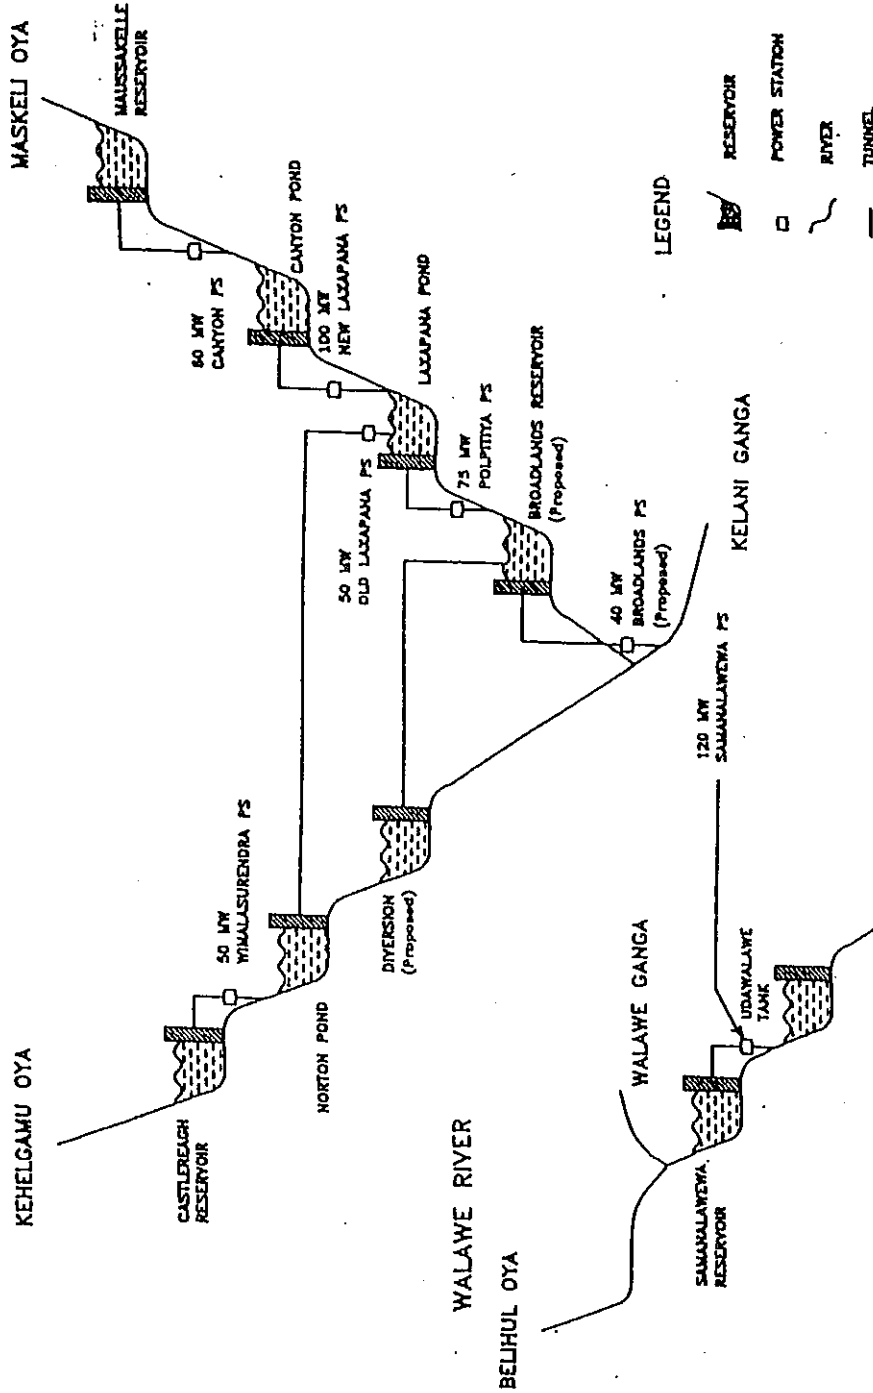 KEHELGAMU OYA
MASKELI OYA
CASTLEREAGH
RESERVOIR
50 MW
WIMALASURENDRA PS
NORTON POND
DIVERSION
(Proposed)
50 MW
OLD LAXAPANA PS
MAUSSAKELLE
RESERVOIR
60 MW
CANYON PS
CANYON POND
100 MW
NEW LAXAPANA PS
LAXAPANA POND
75 MW
POLPITIYA PS
BROADLANDS RESERVOIR
(Proposed)
40 MW
BROADLANDS PS
(Proposed)
KELANI GANGA
WALAWE RIVER
BELIHUL OYA
WALAWE GANGA
SAMANALAWEWA
RESERVOIR
UDAWALAWE
TANK
120 MW
SAMANALAWEWA PS
LEGEND
RESERVOIR
POWER STATION
RIVER
TUNNEL